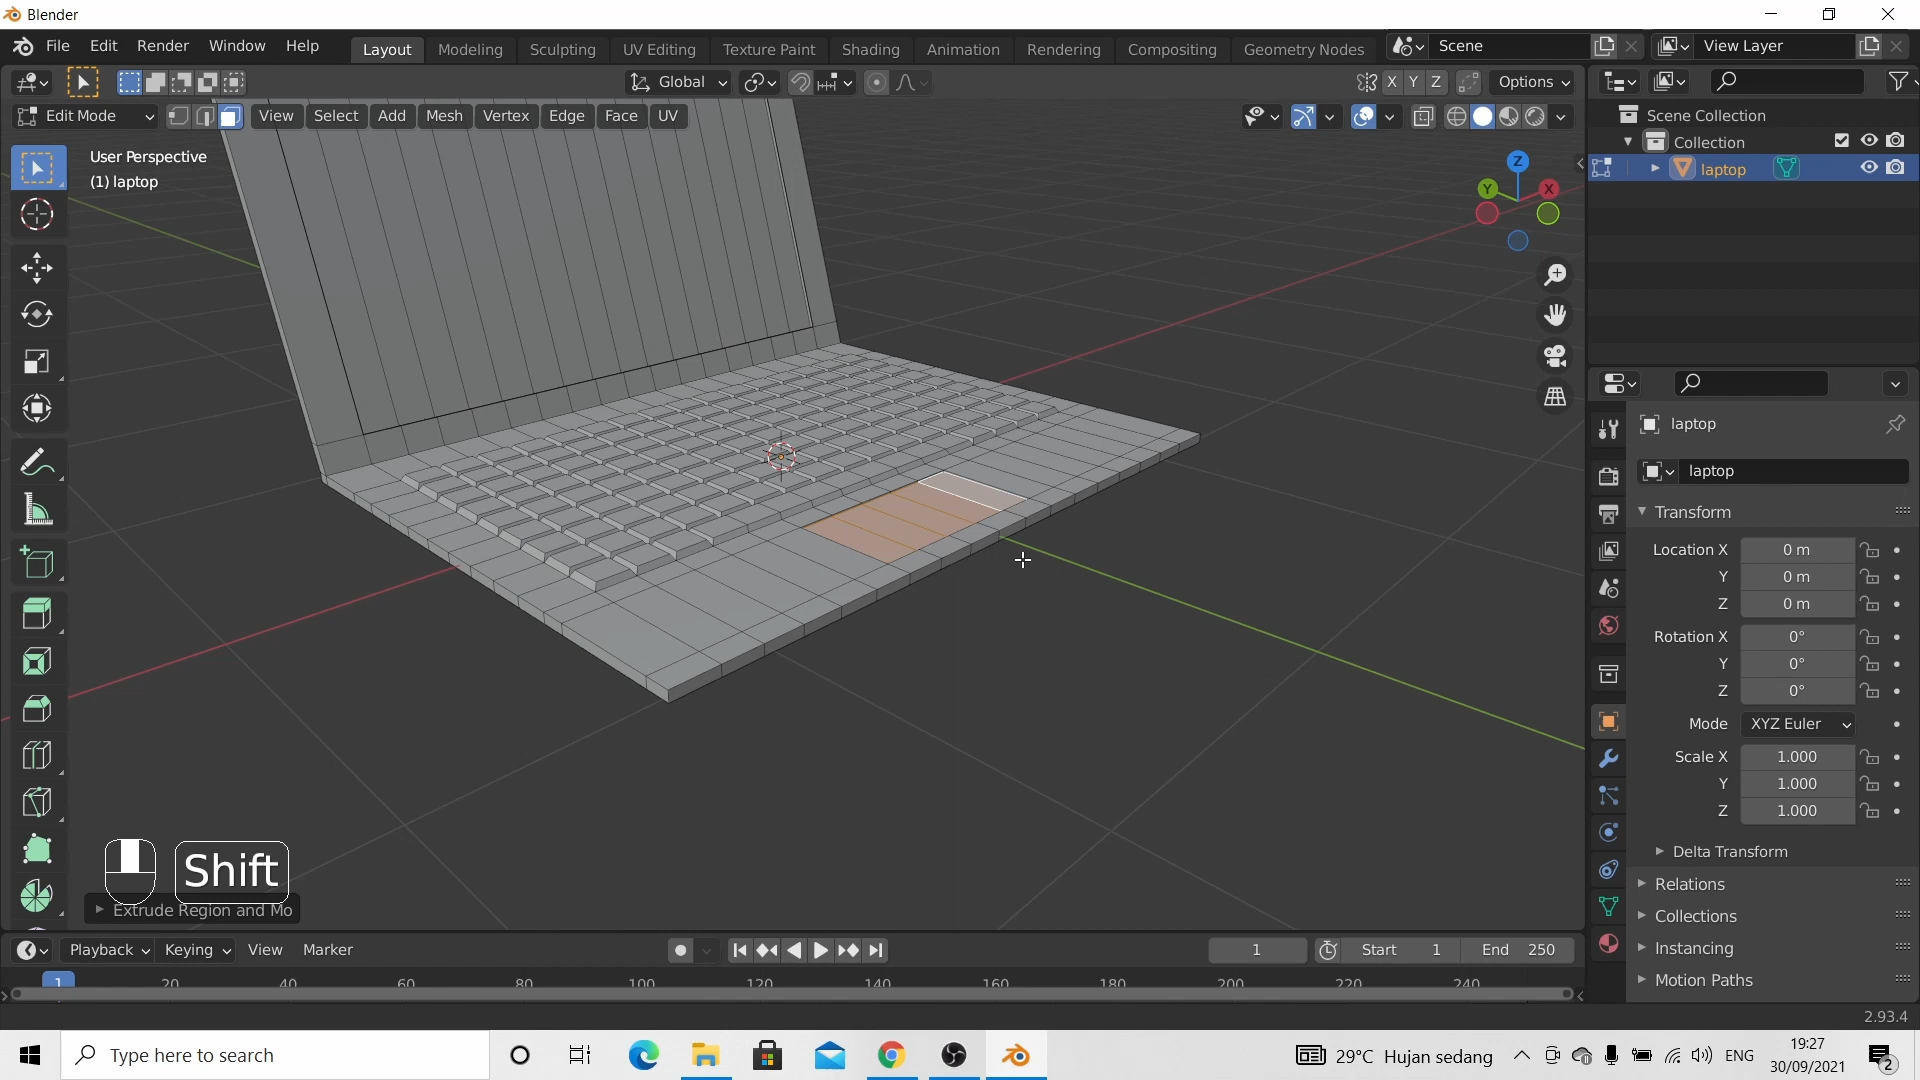 Blender
File Edit Render Window Help
Layout Modeling Sculpting UV Editing Texture Paint Shading Animation Rendering Compositing Geometry Nodes
Scene
View Layer
Global
X Y Z
Options
Edit Mode
View Select Add Mesh Vertex Edge Face UV
User Perspective
(1) laptop
Z
Y
X
Shift
Extrude Region and Mo
Scene Collection
Collection
laptop
laptop
laptop
Transform
Location X 0 m
Y 0 m
Z 0 m
Rotation X 0°
Y 0°
Z 0°
Mode XYZ Euler
Scale X 1.000
Y 1.000
Z 1.000
Delta Transform
Relations
Collections
Instancing
Motion Paths
Playback Keying View Marker
1
Start 1
End 250
1 20 40 60 80 100 120 140 160 180 200 220 240
2.93.4
Type here to search
29°C Hujan sedang
ENG
19:27
30/09/2021
2